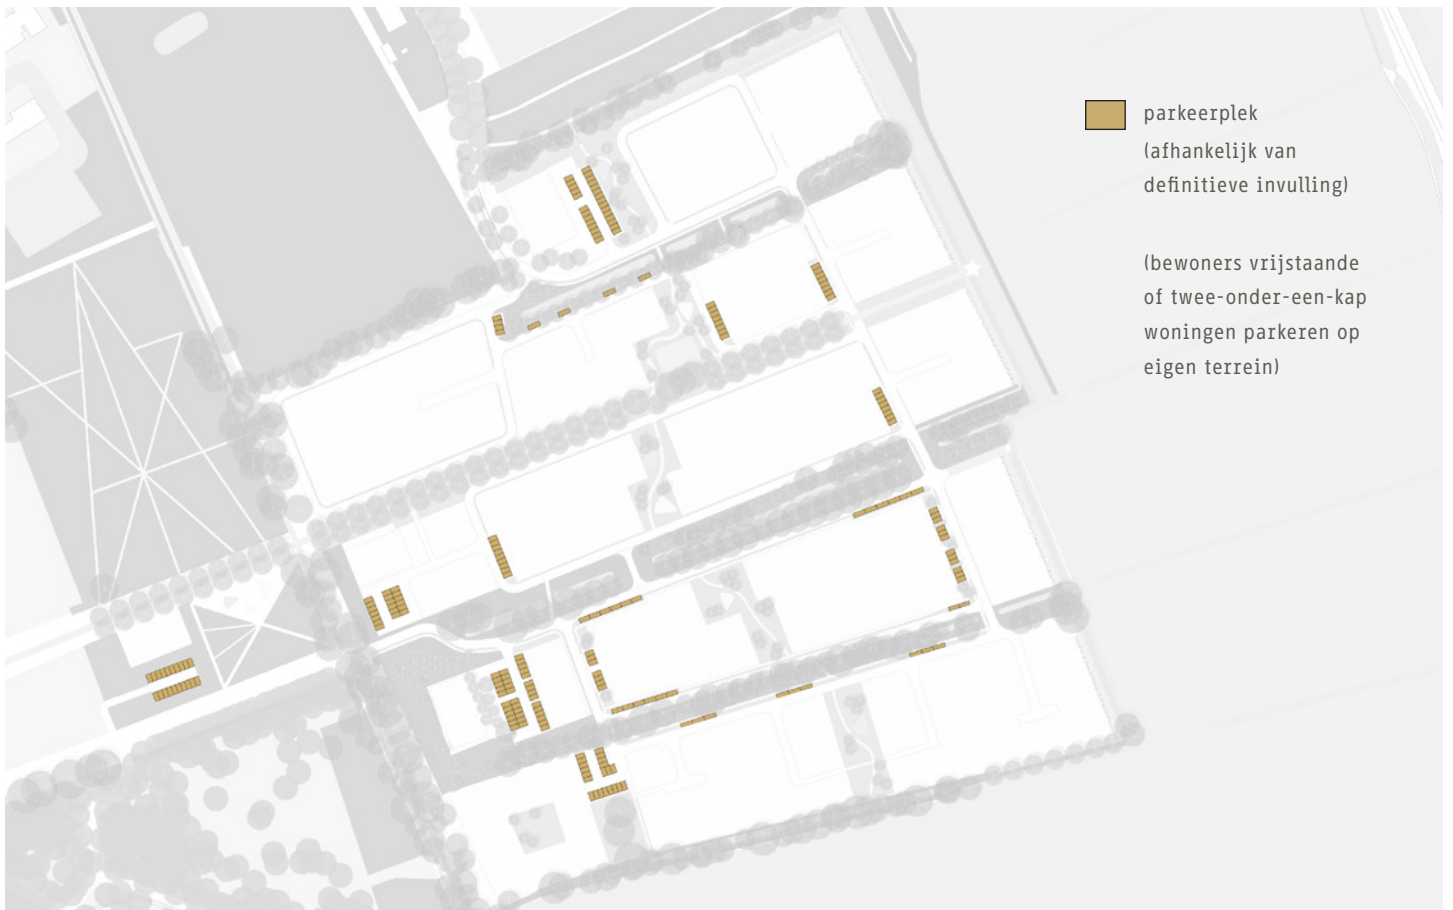 parkeerplek
(afhankelijk van
definitieve invulling)
(bewoners vrijstaande
of twee-onder-een-kap
woningen parkeren op
eigen terrein)